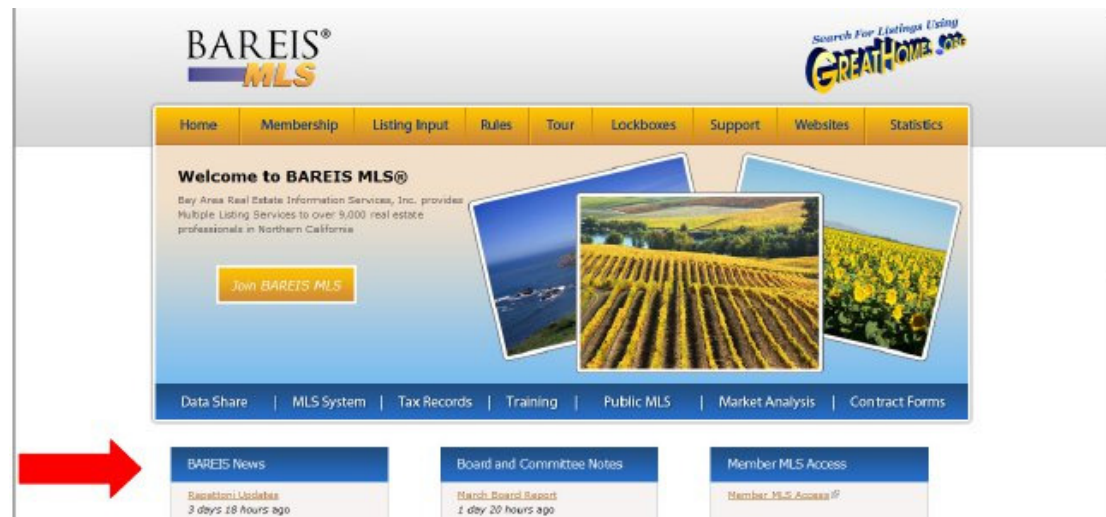 BAREIS®
MLS
Search For Listings Using
GREATHOMES.ORG
Home Membership Listing Input Rules Tour Lockboxes Support Websites Statistics
Welcome to BAREIS MLS®
Bay Area Real Estate Information Services, Inc. provides
Multiple Listing Services to over 9,000 real estate
professionals in Northern California
Join BAREIS MLS
Data Share | MLS System | Tax Records | Training | Public MLS | Market Analysis | Contract Forms
BAREIS News
Rapattoni Updates
3 days 18 hours ago
Board and Committee Notes
March Board Report
1 day 20 hours ago
Member MLS Access
Member MLS Access